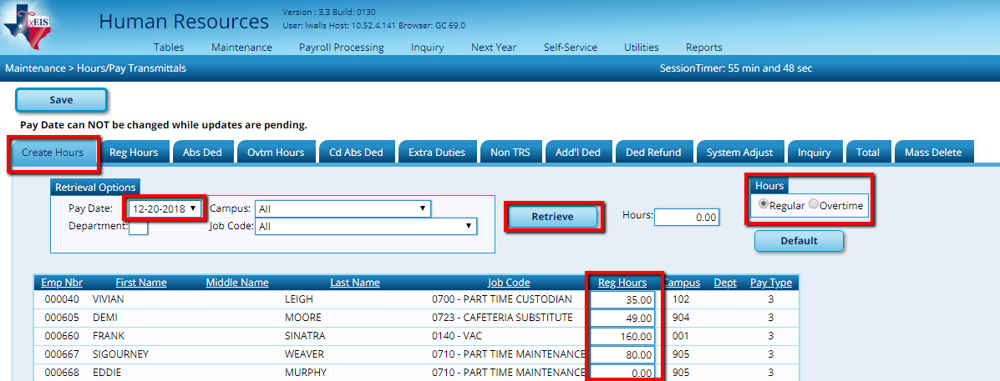 TxEIS
Human Resources
Version : 3.3 Build: 0130
User: lwalls Host: 10.52.4.141 Browser: GC 69.0
Tables Maintenance Payroll Processing Inquiry Next Year Self-Service Utilities Reports
Maintenance > Hours/Pay Transmittals SessionTimer: 55 min and 48 sec
Save
Pay Date can NOT be changed while updates are pending.
Create Hours Reg Hours Abs Ded Ovtm Hours Cd Abs Ded Extra Duties Non TRS Add'l Ded Ded Refund System Adjust Inquiry Total Mass Delete
Retrieval Options
Pay Date: 12-20-2018 Campus: All
Department: Job Code: All
Retrieve
Hours: 0.00
Hours
Regular Overtime
Default
Emp Nbr First Name Middle Name Last Name Job Code Reg Hours Campus Dept Pay Type
000040 VIVIAN LEIGH 0700 - PART TIME CUSTODIAN 35.00 102 3
000605 DEMI MOORE 0723 - CAFETERIA SUBSTITUTE 49.00 904 3
000660 FRANK SINATRA 0140 - VAC 160.00 001 3
000667 SIGOURNEY WEAVER 0710 - PART TIME MAINTENANCE 80.00 905 3
000668 EDDIE MURPHY 0710 - PART TIME MAINTENANCE 0.00 905 3